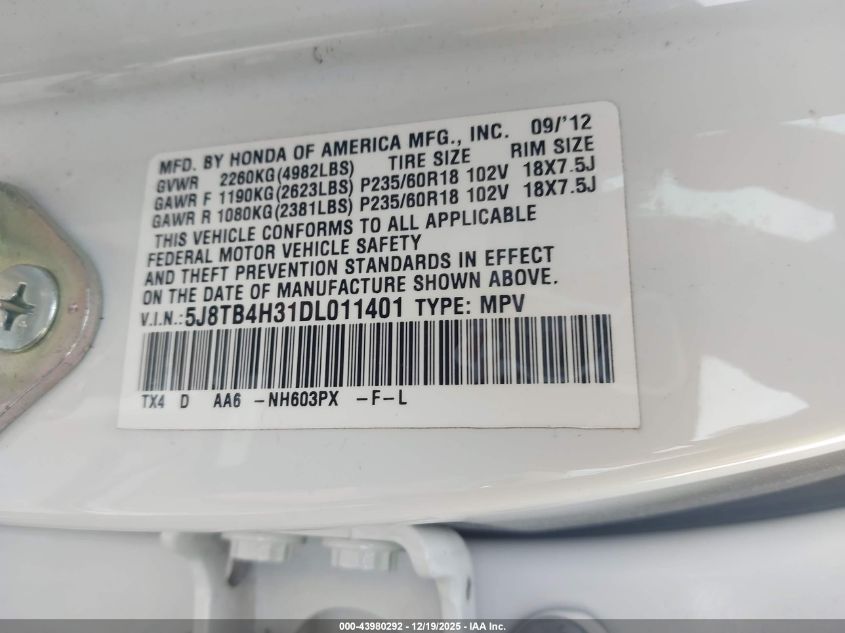 MFD. BY HONDA OF AMERICA MFG., INC. 09/'12
GVWR 2260KG(4982LBS) TIRE SIZE RIM SIZE
GAWR F 1190KG(2623LBS) P235/60R18 102V 18X7.5J
GAWR R 1080KG(2381LBS) P235/60R18 102V 18X7.5J
THIS VEHICLE CONFORMS TO ALL APPLICABLE
FEDERAL MOTOR VEHICLE SAFETY
AND THEFT PREVENTION STANDARDS IN EFFECT
ON THE DATE OF MANUFACTURE SHOWN ABOVE.
V.I.N.:5J8TB4H31DL011401 TYPE: MPV
TX4 D AA6 -NH603PX -F-L
000-43980292 - 12/19/2025 - IAA Inc.